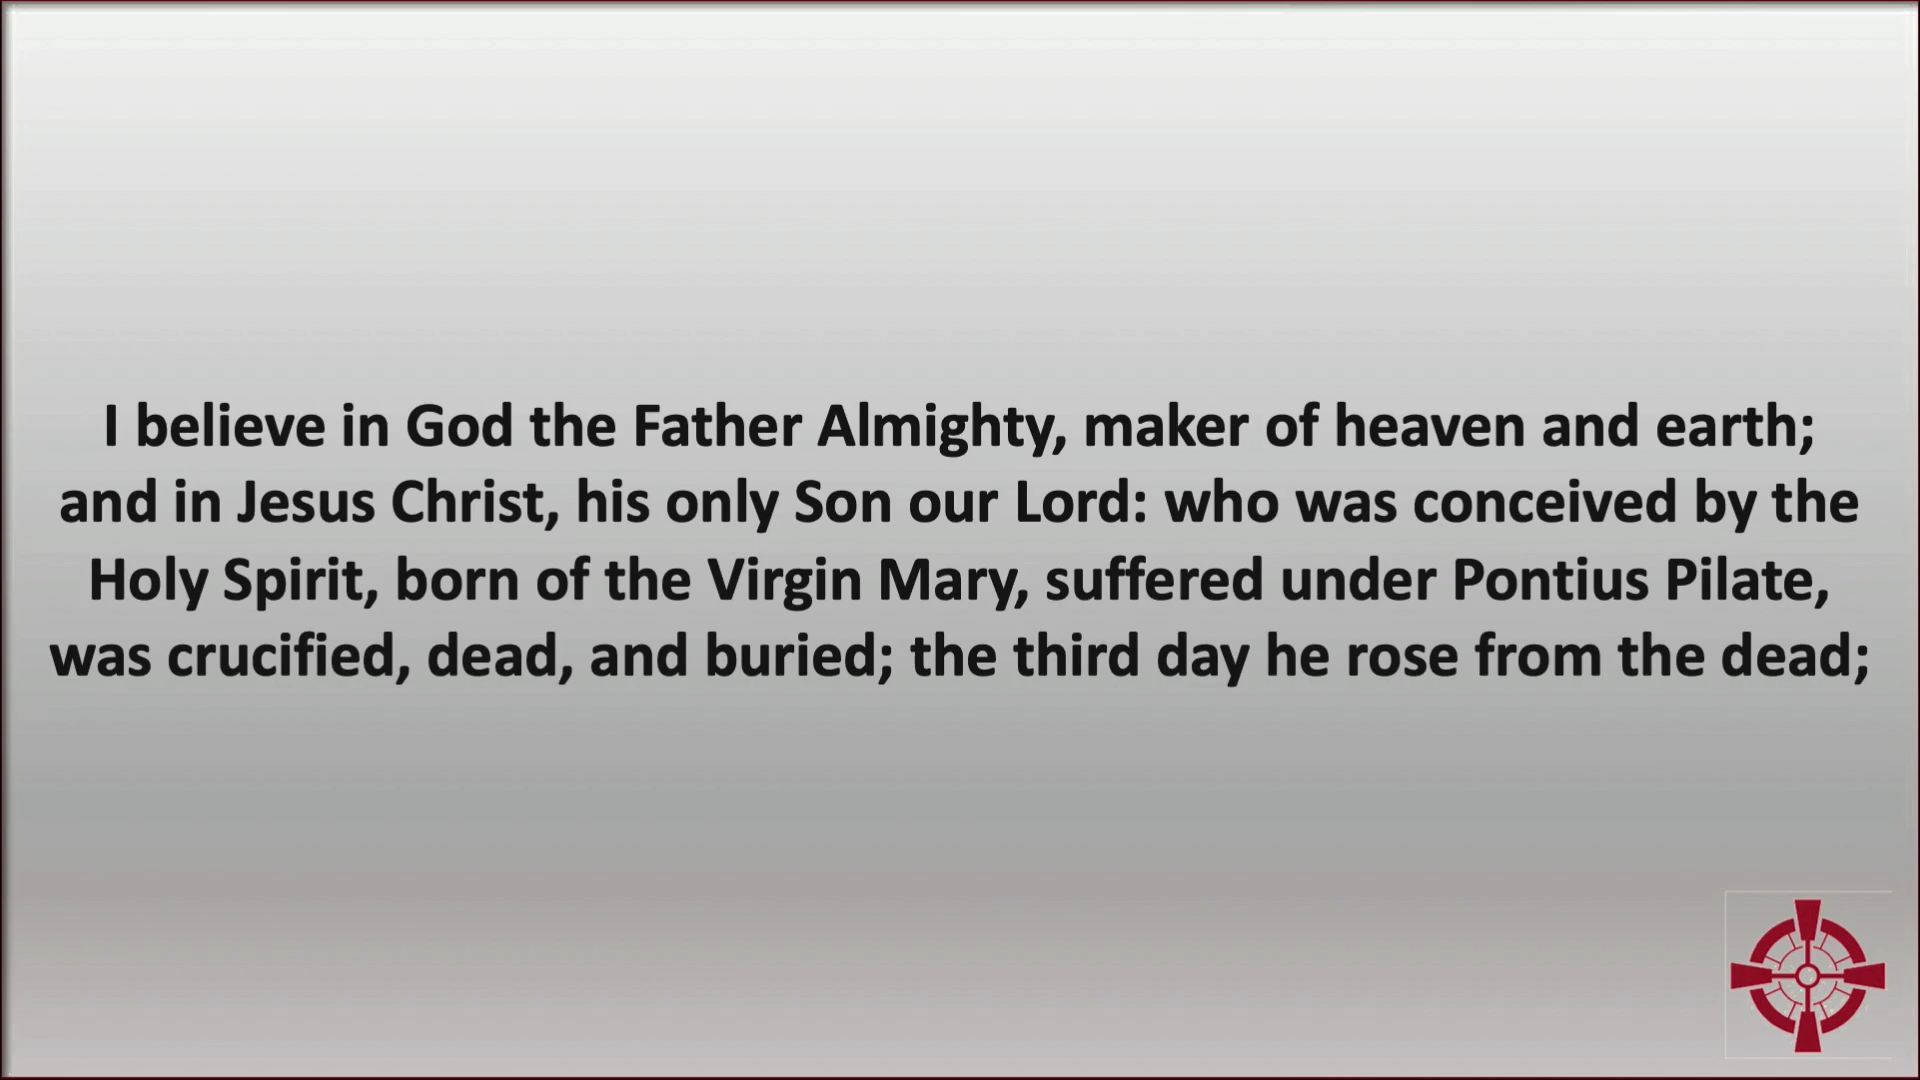 I believe in God the Father Almighty, maker of heaven and earth;
and in Jesus Christ, his only Son our Lord: who was conceived by the
Holy Spirit, born of the Virgin Mary, suffered under Pontius Pilate,
was crucified, dead, and buried; the third day he rose from the dead;